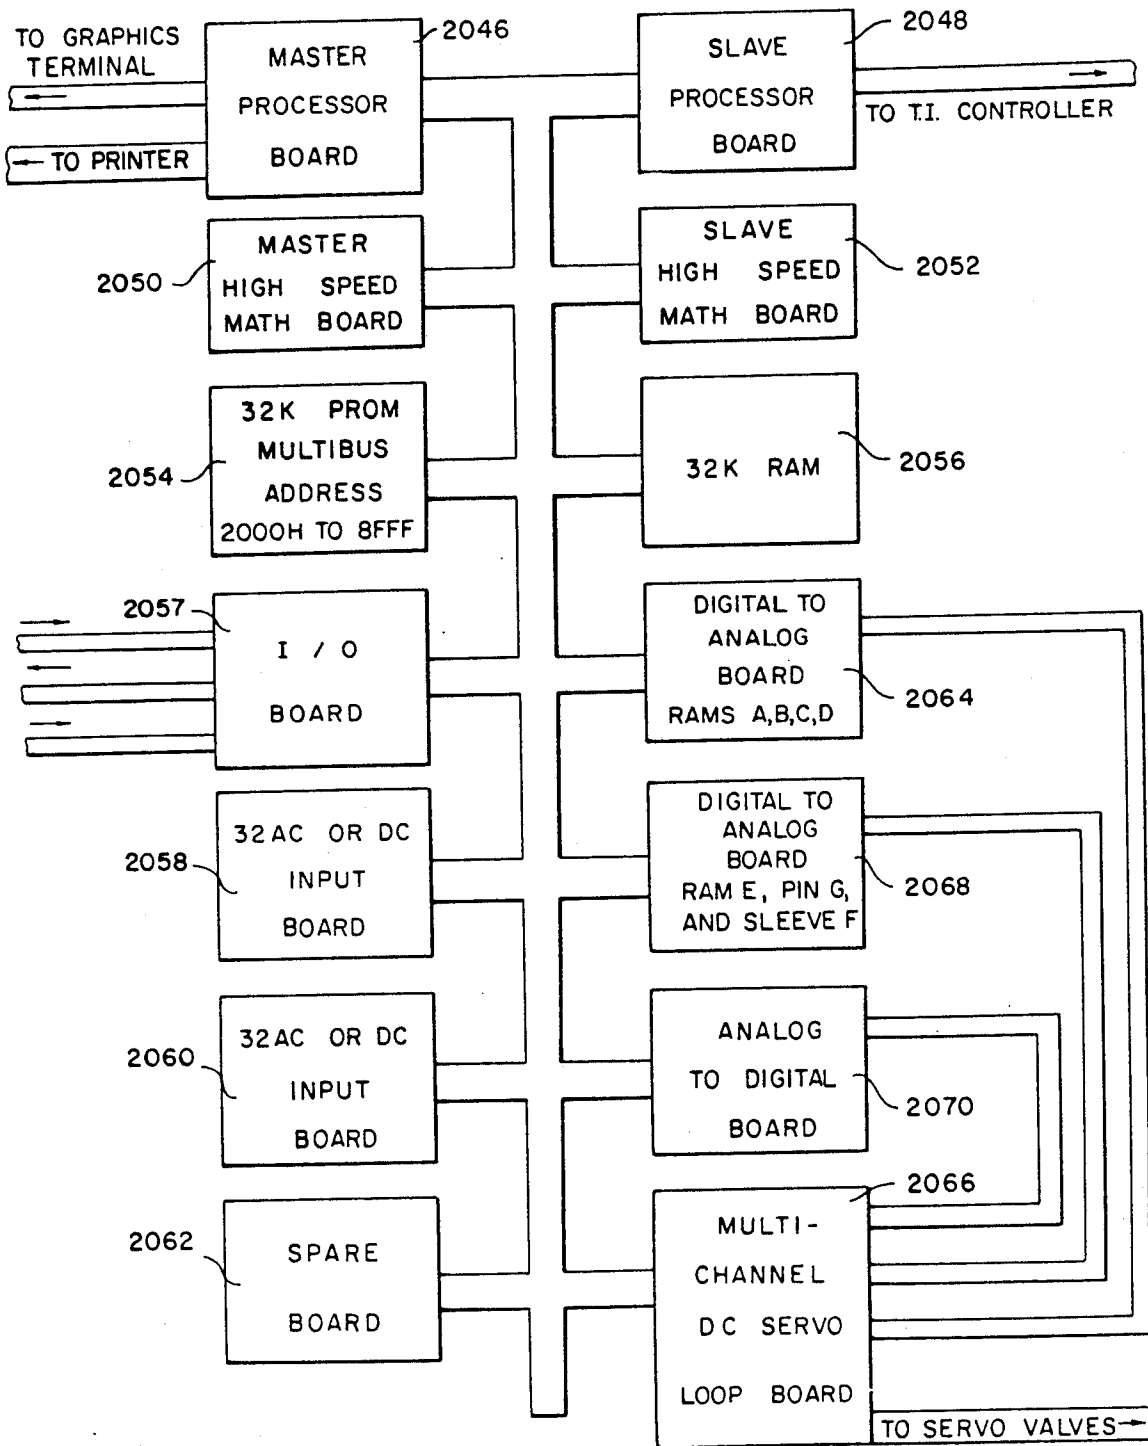 TO GRAPHICS
TERMINAL
TO PRINTER
MASTER
PROCESSOR
BOARD
2046
SLAVE
PROCESSOR
BOARD
2048
TO T.I. CONTROLLER
2050
MASTER
HIGH SPEED
MATH BOARD
SLAVE
HIGH SPEED
MATH BOARD
2052
2054
32K PROM
MULTIBUS
ADDRESS
2000H TO 8FFF
32K RAM
2056
2057
I / O
BOARD
DIGITAL TO
ANALOG
BOARD
RAMS A,B,C,D
2064
2058
32 AC OR DC
INPUT
BOARD
DIGITAL TO
ANALOG
BOARD
RAM E, PIN G,
AND SLEEVE F
2068
2060
32 AC OR DC
INPUT
BOARD
ANALOG
TO DIGITAL
BOARD
2070
2062
SPARE
BOARD
2066
MULTI-
CHANNEL
DC SERVO
LOOP BOARD
TO SERVO VALVES